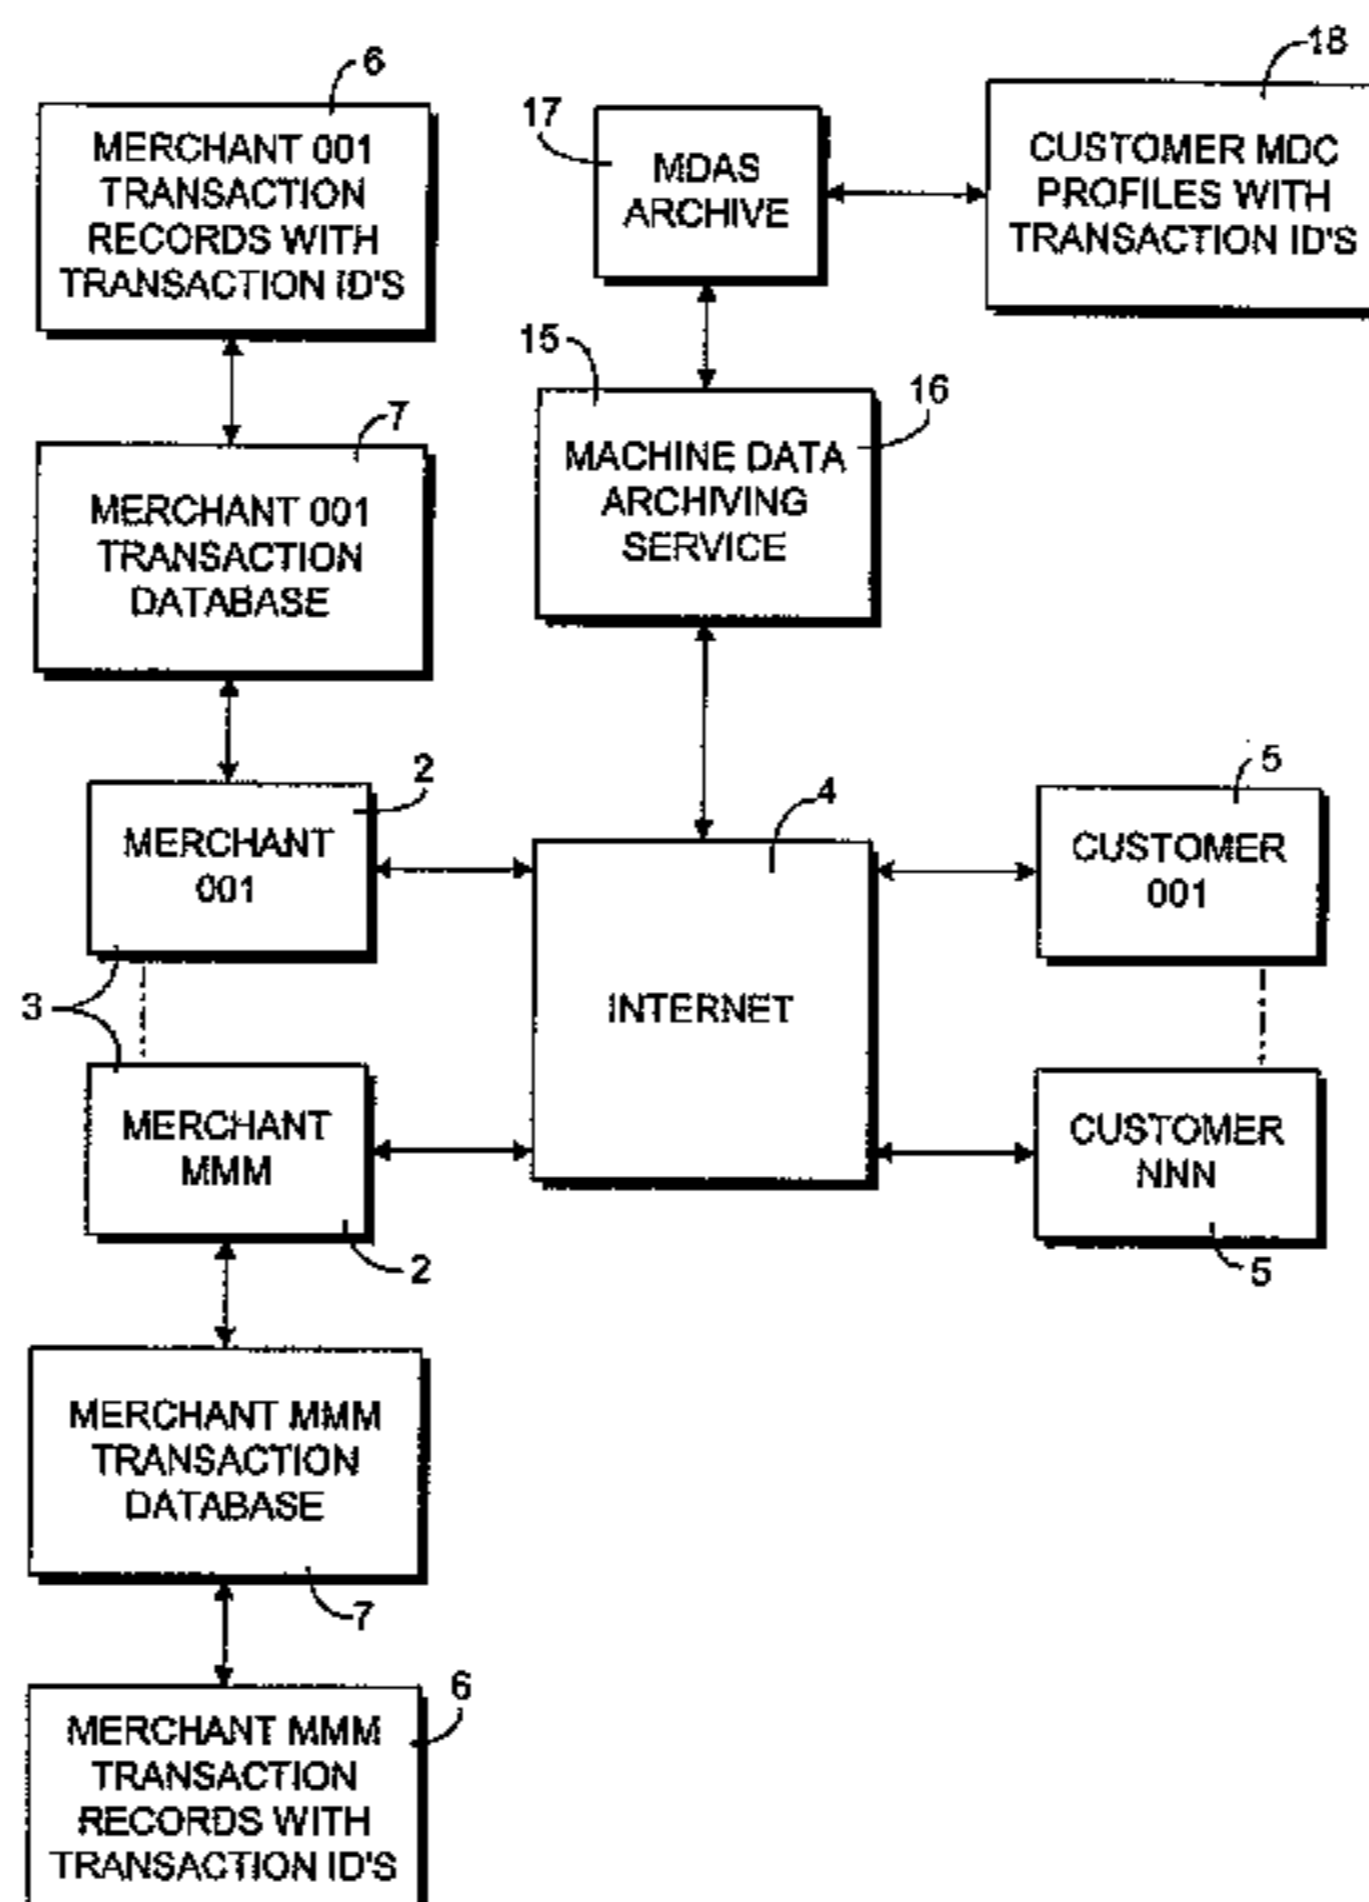 6
MERCHANT 001
TRANSACTION
RECORDS WITH
TRANSACTION ID'S
17
MDAS
ARCHIVE
18
CUSTOMER MDC
PROFILES WITH
TRANSACTION ID'S
7
MERCHANT 001
TRANSACTION
DATABASE
15
16
MACHINE DATA
ARCHIVING
SERVICE
2
MERCHANT
001
3
4
INTERNET
5
CUSTOMER
001
MERCHANT
MMM
2
CUSTOMER
NNN
5
MERCHANT MMM
TRANSACTION
DATABASE
7
6
MERCHANT MMM
TRANSACTION
RECORDS WITH
TRANSACTION ID'S